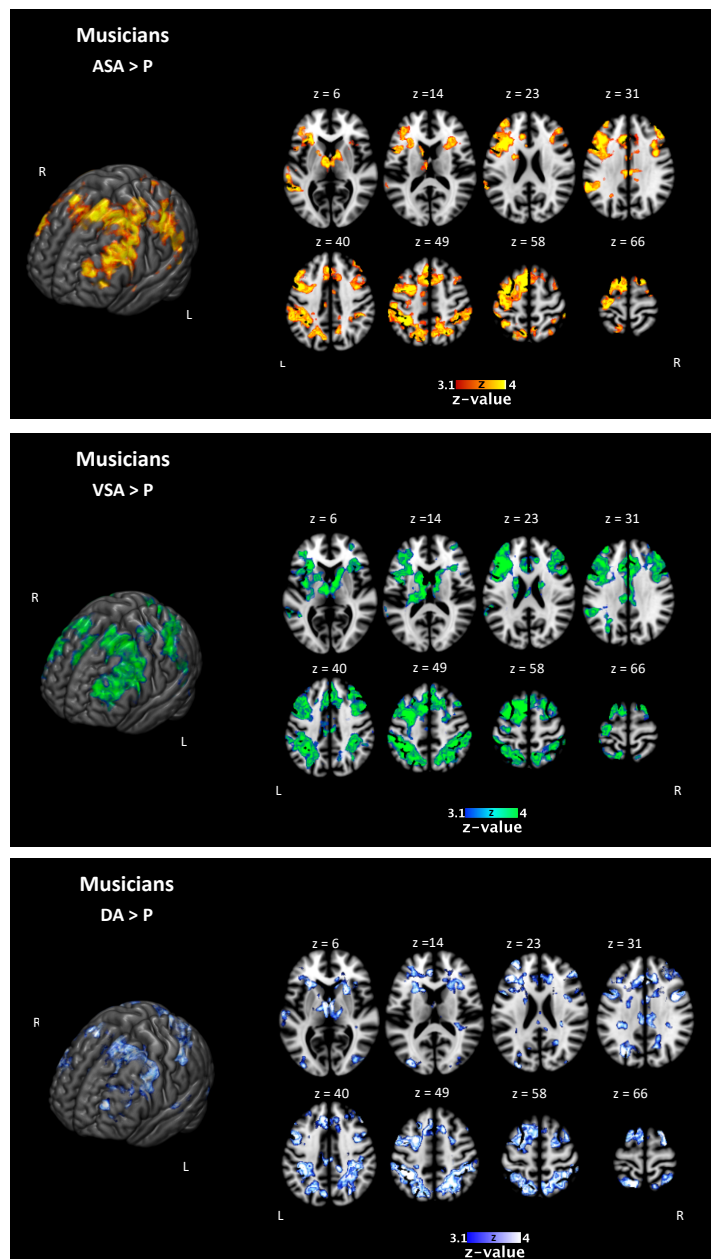 Musicians
ASA > P
z = 6
z =14
z = 23
z = 31
R
z = 40
z = 49
z = 58
z = 66
L
L
R
3.1 z 4
z-value
Musicians
VSA > P
z = 6
z =14
z = 23
z = 31
R
z = 40
z = 49
z = 58
z = 66
L
L
R
3.1 z 4
z-value
Musicians
DA > P
z = 6
z =14
z = 23
z = 31
R
z = 40
z = 49
z = 58
z = 66
L
L
R
3.1 z 4
z-value